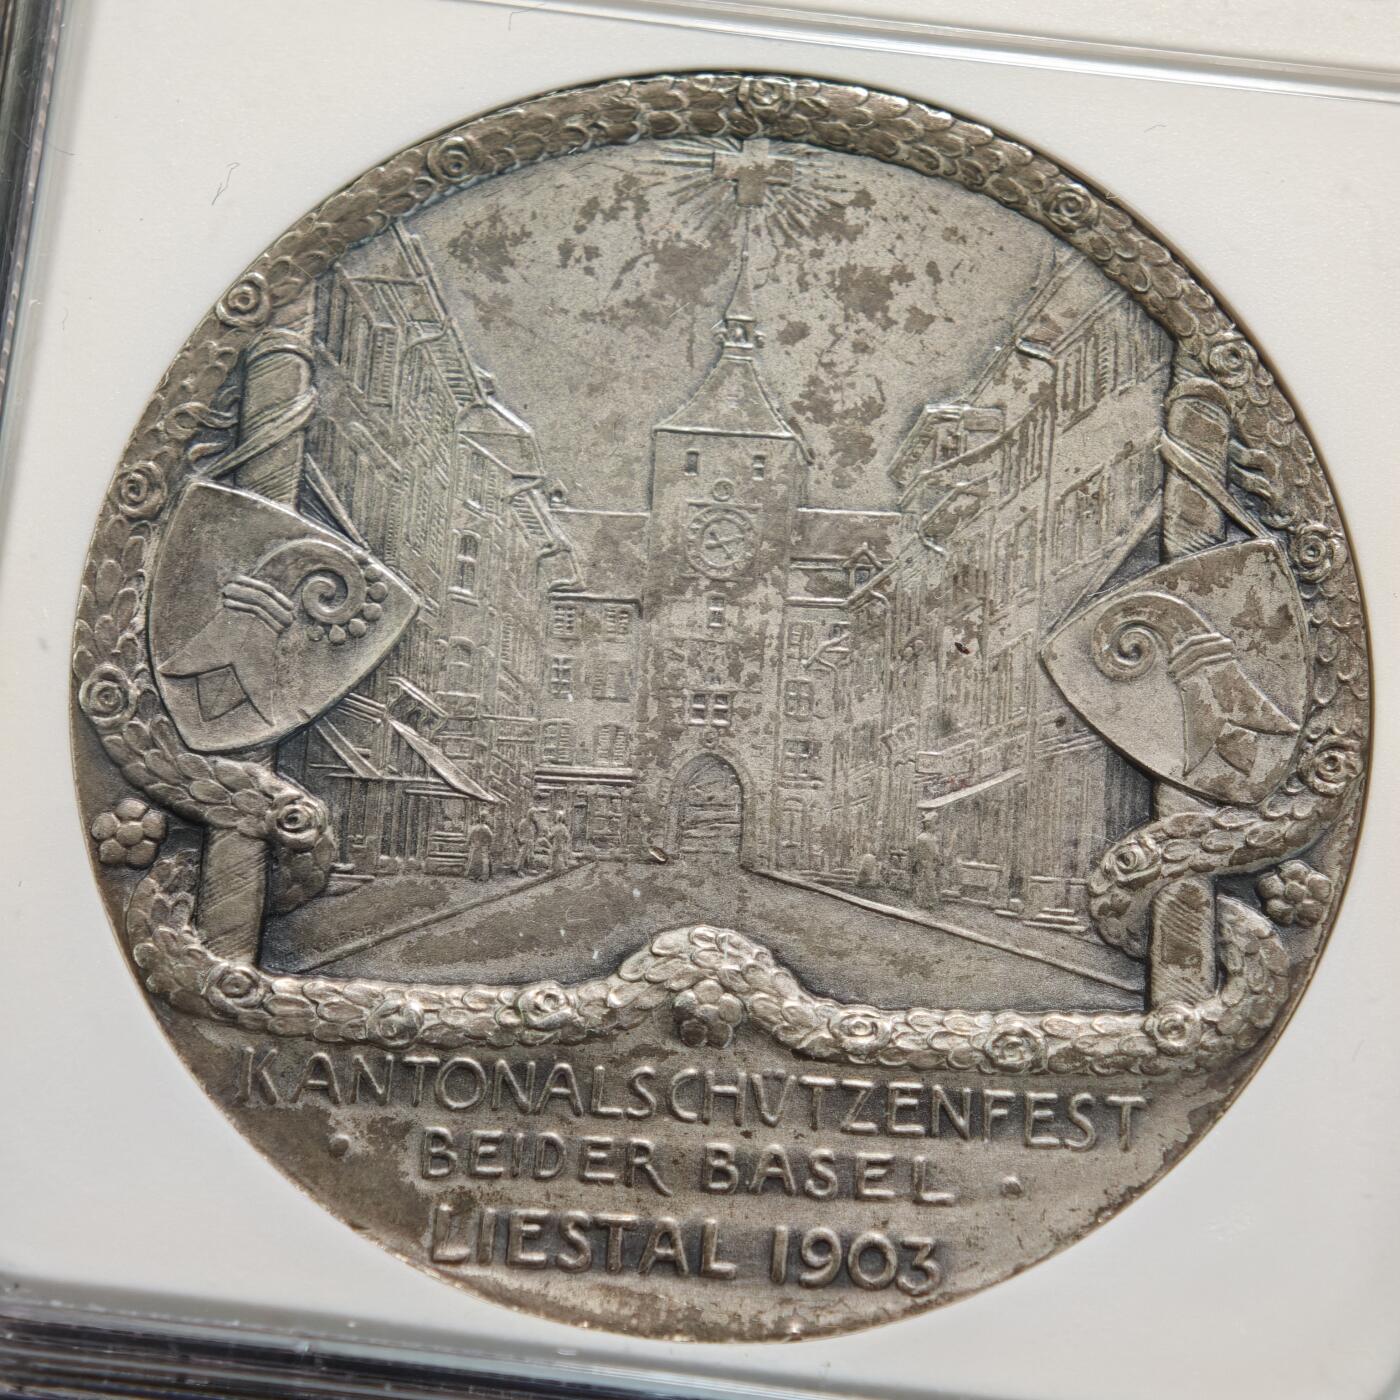 KANTONALSCHÜTZENFEST
· BEIDER BASEL ·
LIESTAL 1903